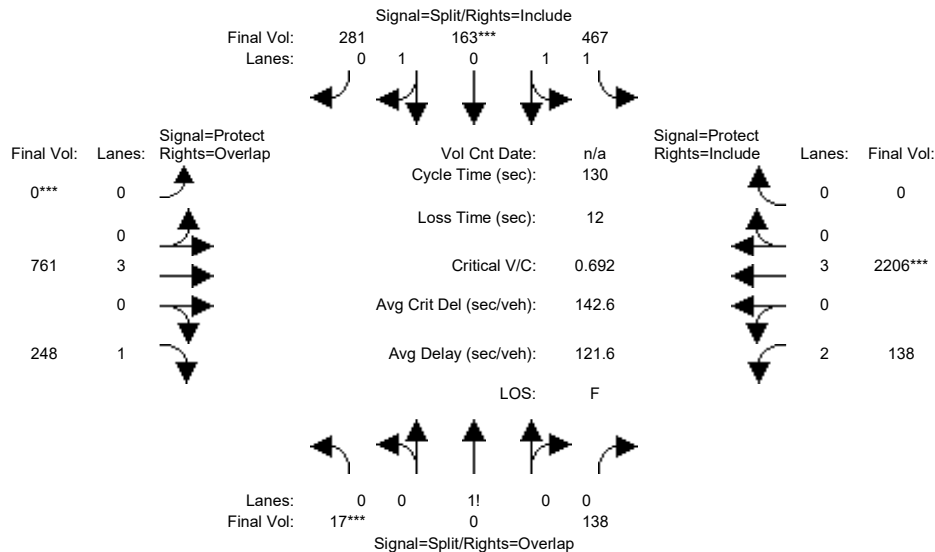 Signal=Split/Rights=Include
Final Vol: 281 163*** 467
Lanes: 0 1 0 1 1
Signal=Protect
Final Vol: Lanes: Rights=Overlap
Vol Cnt Date: n/a
Signal=Protect
Rights=Include Lanes: Final Vol:
Cycle Time (sec): 130
0*** 0
0 0
Loss Time (sec): 12
0
0
761 3
Critical V/C: 0.692
3 2206***
0
Avg Crit Del (sec/veh): 142.6
0
248 1
Avg Delay (sec/veh): 121.6
2 138
LOS: F
Lanes: 0 0 1! 0 0
Final Vol: 17*** 0 138
Signal=Split/Rights=Overlap